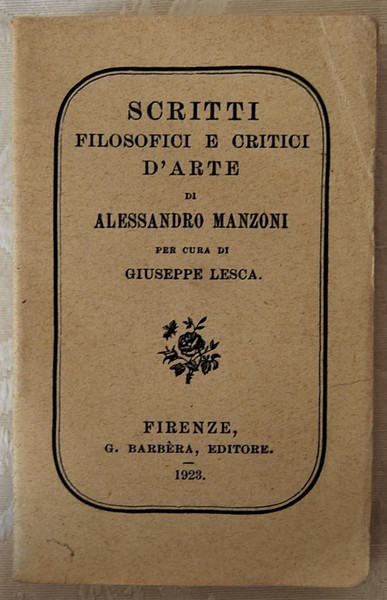 SCRITTI
FILOSOFICI E CRITICI
D'ARTE
DI
ALESSANDRO MANZONI
PER CURA DI
GIUSEPPE LESCA.
FIRENZE,
G. BARBÈRA, EDITORE.
1923.